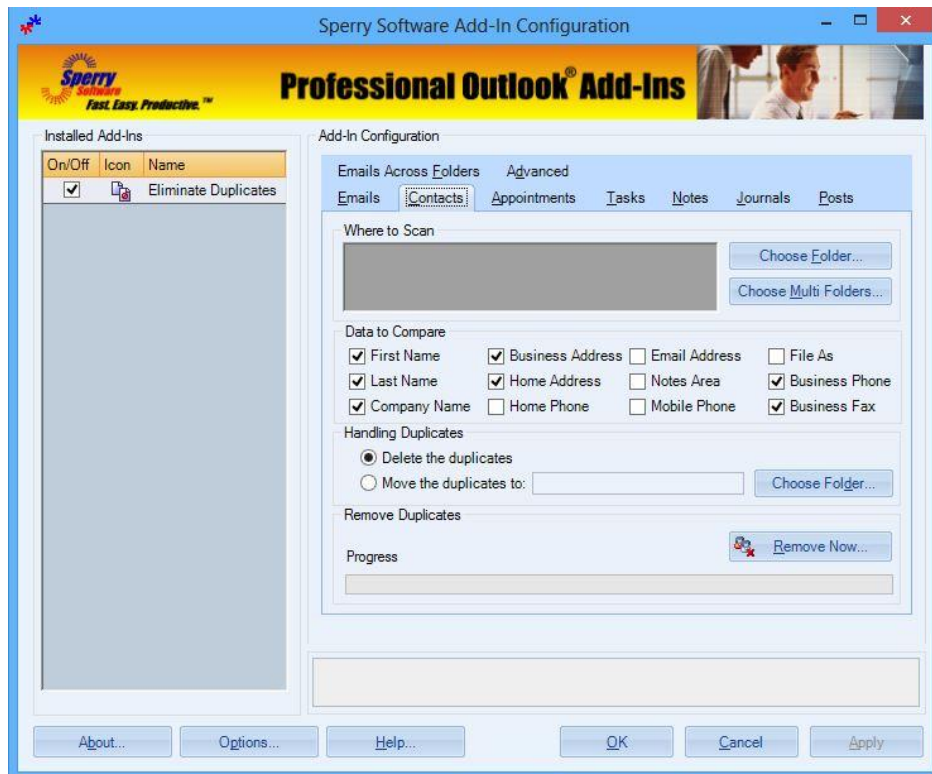 Sperry Software Add-In Configuration
Sperry
Software
Fast. Easy. Productive. ™
Professional Outlook® Add-Ins
Installed Add-Ins
On/Off Icon Name
Eliminate Duplicates
Add-In Configuration
Emails Across Folders Advanced
Emails Contacts Appointments Tasks Notes Journals Posts
Where to Scan
Choose Folder...
Choose Multi Folders...
Data to Compare
First Name Business Address Email Address File As
Last Name Home Address Notes Area Business Phone
Company Name Home Phone Mobile Phone Business Fax
Handling Duplicates
Delete the duplicates
Move the duplicates to: Choose Folder...
Remove Duplicates
Remove Now...
Progress
About... Options... Help... OK Cancel Apply